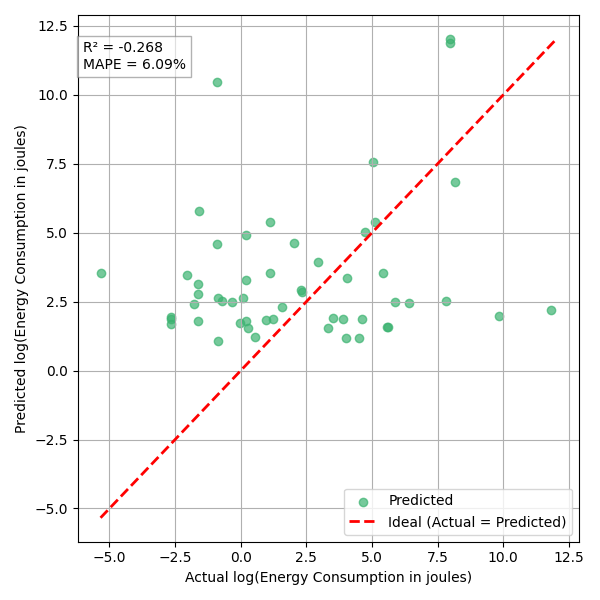 12.5
10.0
7.5
5.0
2.5
0.0
−2.5
−5.0
Predicted log(Energy Consumption in joules)
R² = -0.268
MAPE = 6.09%
Predicted
Ideal (Actual = Predicted)
−5.0 −2.5 0.0 2.5 5.0 7.5 10.0 12.5
Actual log(Energy Consumption in joules)